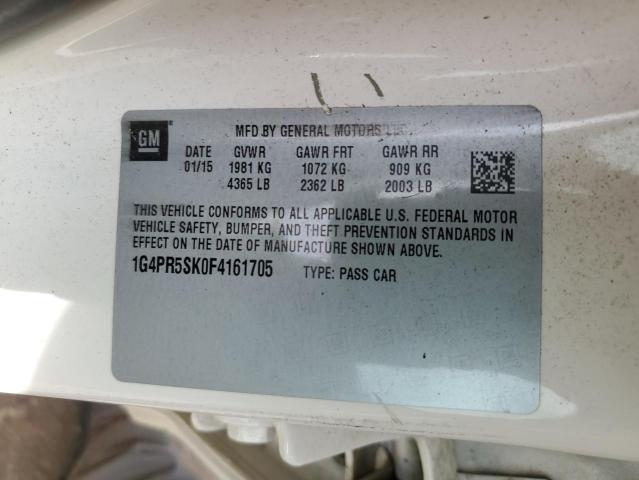 GM
MFD BY GENERAL MOTORS LLC
DATE GVWR GAWR FRT GAWR RR
01/15 1981 KG 1072 KG 909 KG
4365 LB 2362 LB 2003 LB
THIS VEHICLE CONFORMS TO ALL APPLICABLE U.S. FEDERAL MOTOR
VEHICLE SAFETY, BUMPER, AND THEFT PREVENTION STANDARDS IN
EFFECT ON THE DATE OF MANUFACTURE SHOWN ABOVE.
1G4PR5SK0F4161705 TYPE: PASS CAR